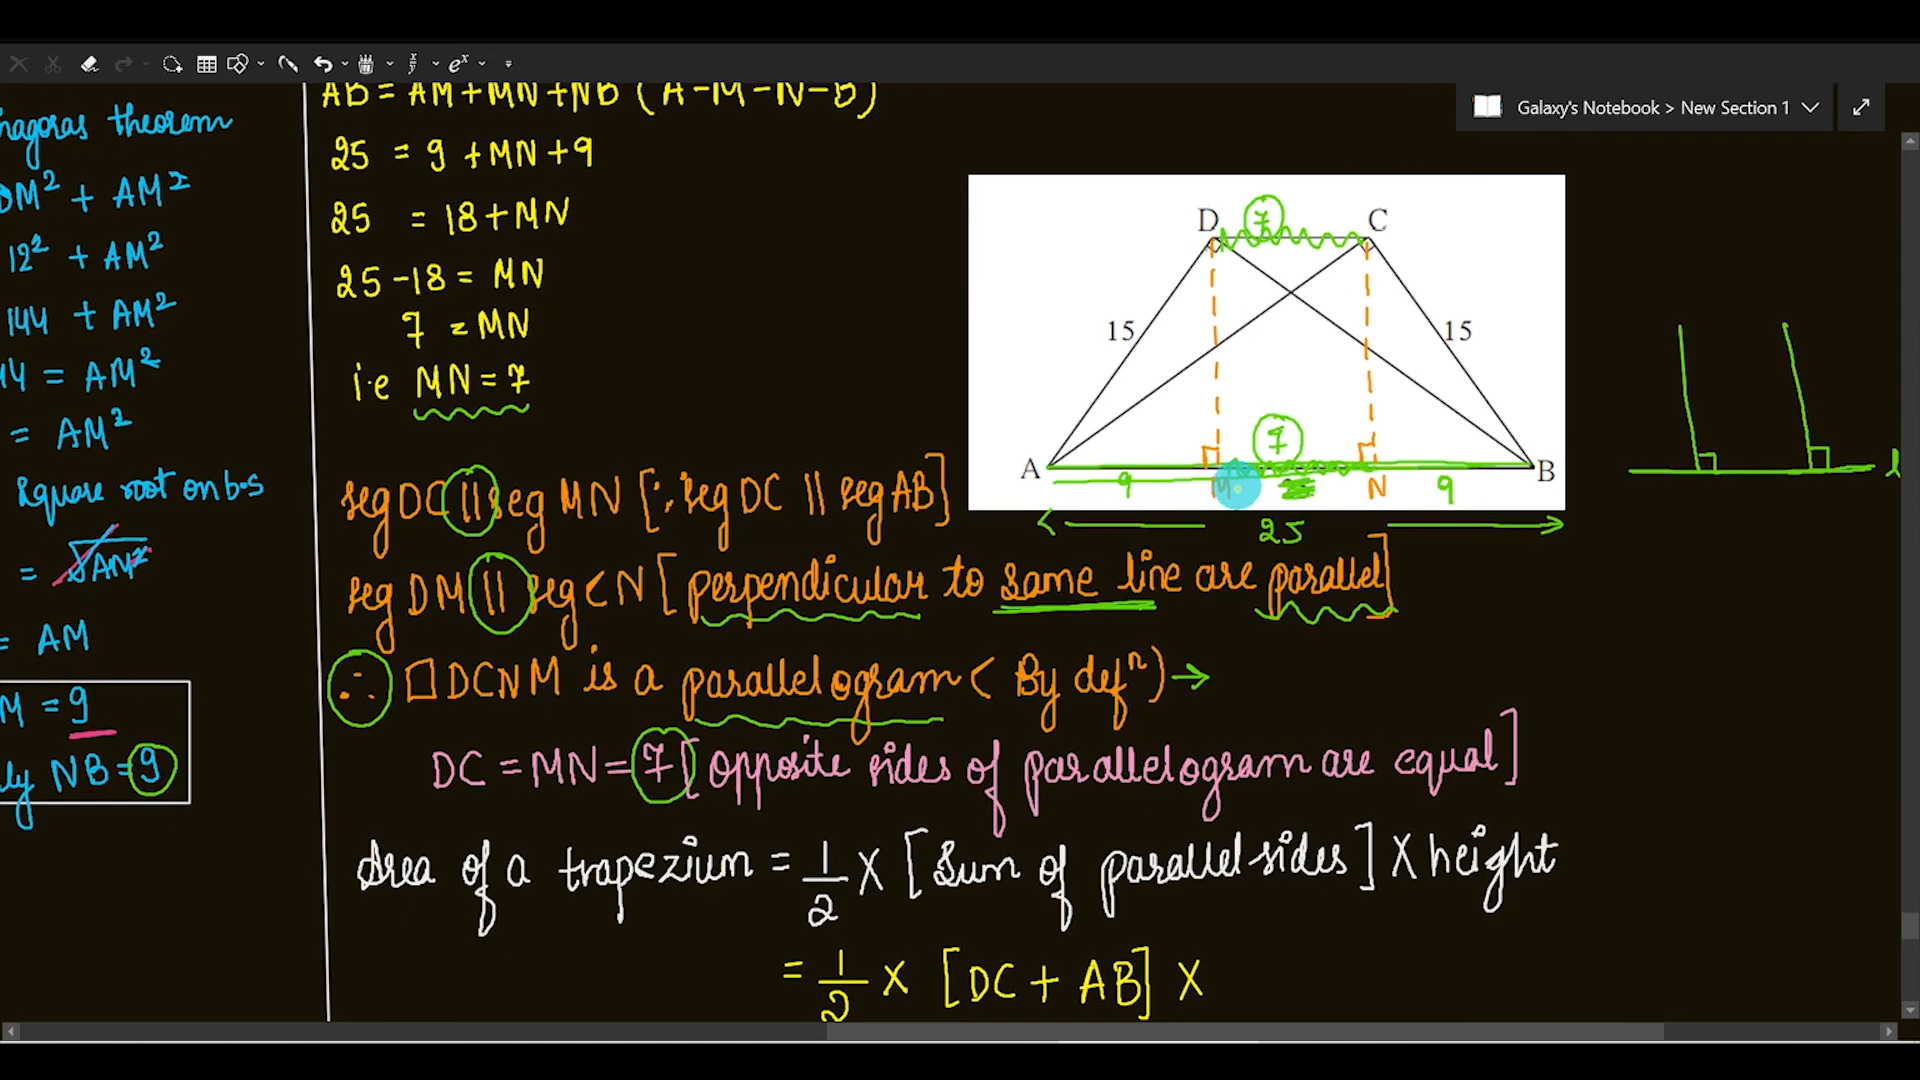 Galaxy's Notebook > New Section 1
theorem
DM² + AM²
12² + AM²
144 + AM²
= AM²
= AM²
Square root on b.s
= √AM²
= AM
M = 9
ly NB = 9
AB = AM + MN + NB (A-M-N-B)
25 = 9 + MN + 9
25 = 18 + MN
25 - 18 = MN
7 = MN
i.e MN = 7
seg DC || seg MN [∵ seg DC || seg AB]
seg DM || seg CN [perpendicular to same line are parallel]
∴ □DCNM is a parallelogram (By defⁿ) →
DC = MN = 7 [opposite sides of parallelogram are equal]
Area of a trapezium = 1/2 X [Sum of parallel sides] X height
= 1/2 X [DC + AB] X
D 7 C
15 15
7
A B
9 M N 9
25
l